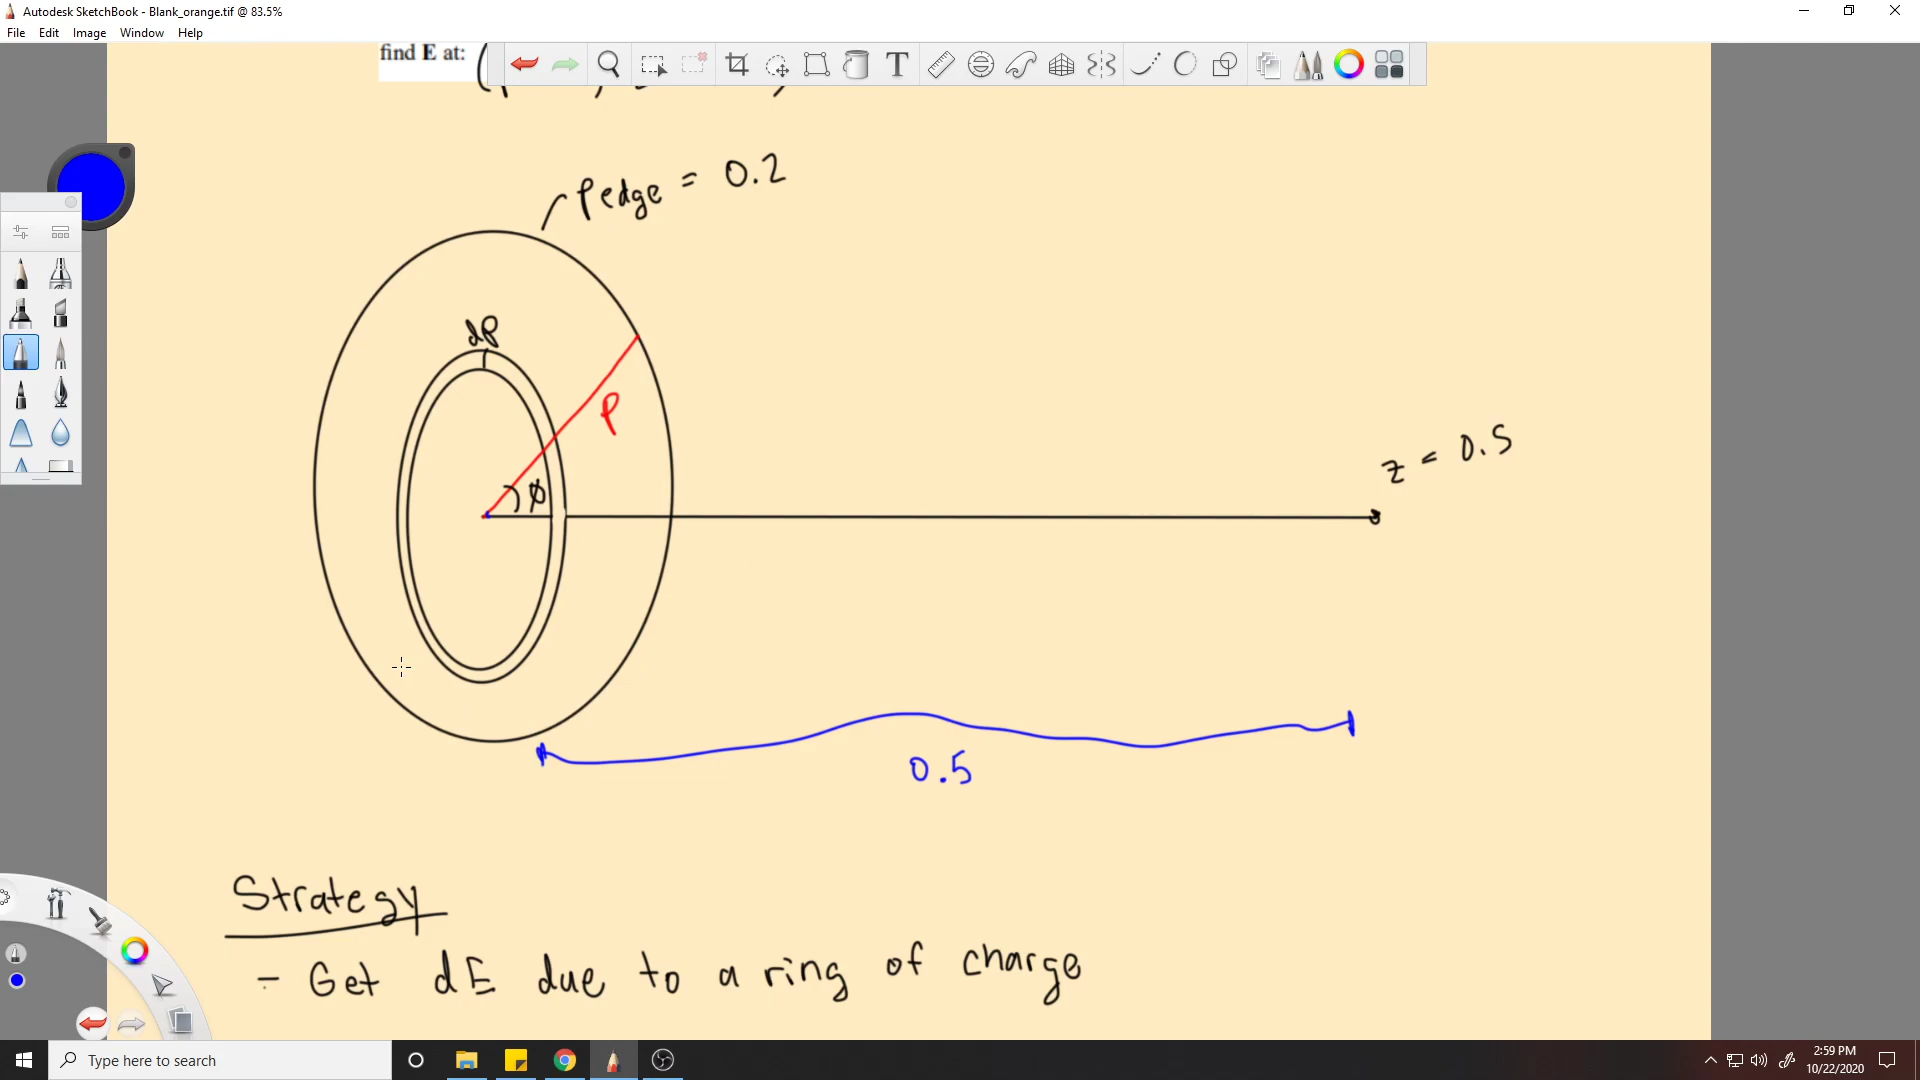 Autodesk SketchBook - Blank_orange.tif @ 83.5%
File Edit Image Window Help
find E at:
T
ρedge = 0.2
dρ
ρ
ϕ
z = 0.5
0.5
Strategy
- Get dE due to a ring of charge
Type here to search
2:59 PM
10/22/2020